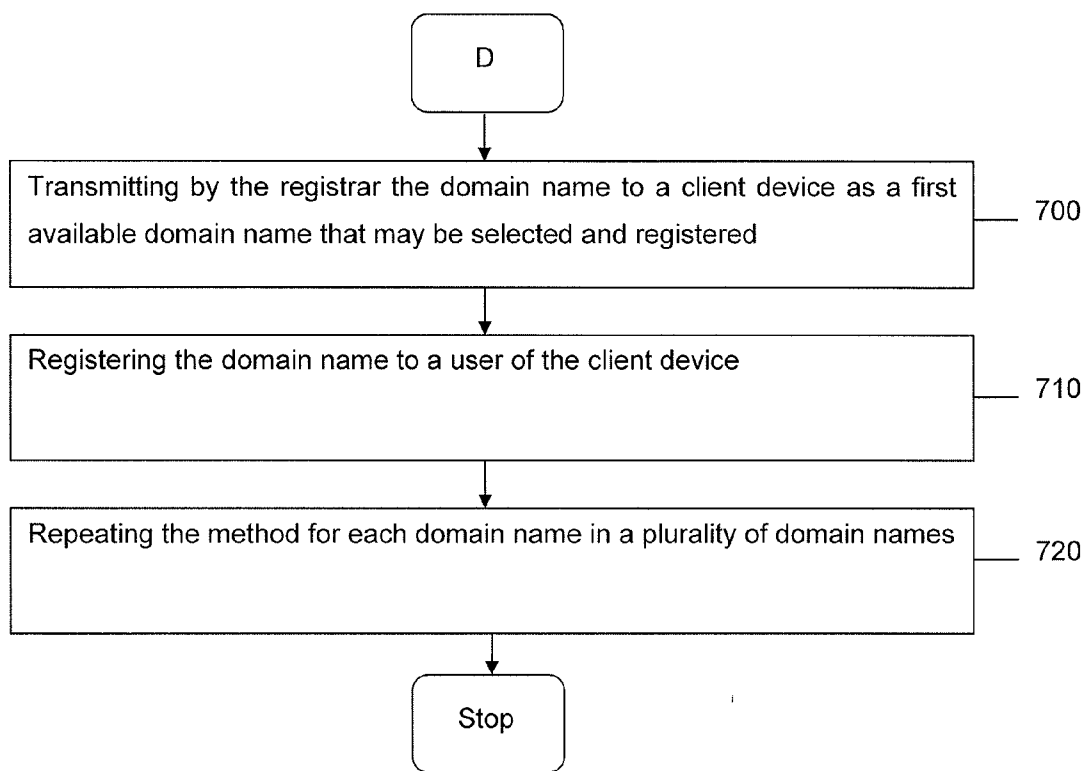 D
Transmitting by the registrar the domain name to a client device as a first
available domain name that may be selected and registered
700
Registering the domain name to a user of the client device
710
Repeating the method for each domain name in a plurality of domain names
720
Stop